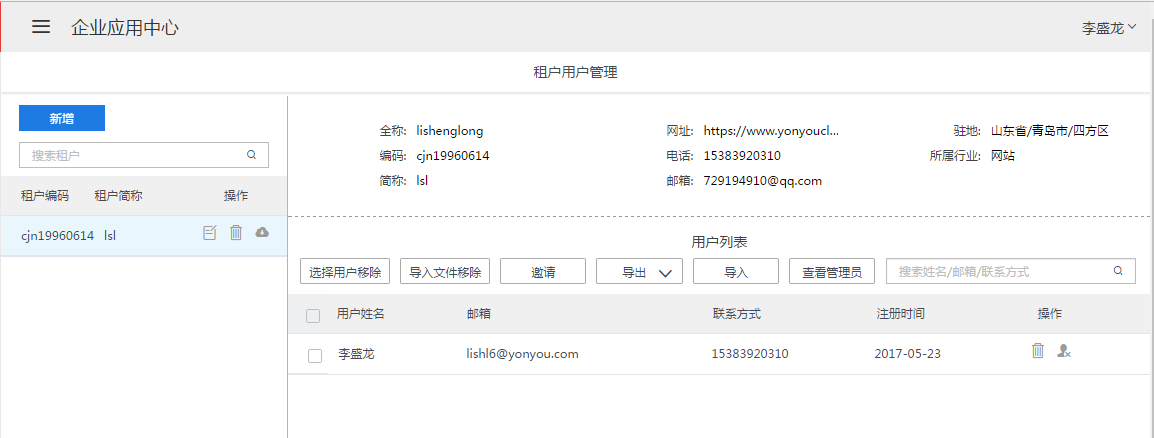 企业应用中心
李盛龙
租户用户管理
新增
搜索租户
租户编码 租户简称 操作
cjn19960614 lsl
全称: lishenglong 网址: https://www.yonyoucl... 驻地: 山东省/青岛市/四方区
编码: cjn19960614 电话: 15383920310 所属行业: 网站
简称: lsl 邮箱: 729194910@qq.com
用户列表
选择用户移除 导入文件移除 邀请 导出 导入 查看管理员 搜索姓名/邮箱/联系方式
用户姓名 邮箱 联系方式 注册时间 操作
李盛龙 lishl6@yonyou.com 15383920310 2017-05-23